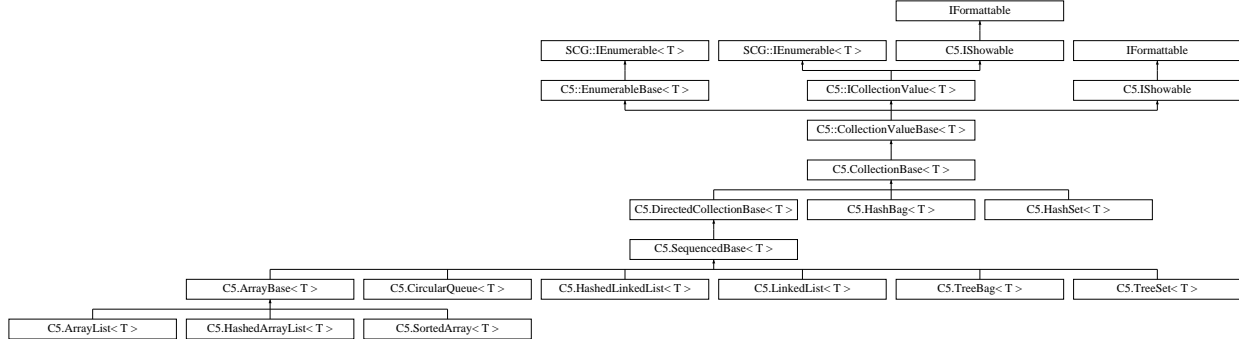 IFormattable
SCG::IEnumerable< T > SCG::IEnumerable< T > C5.IShowable IFormattable
C5::EnumerableBase< T > C5::ICollectionValue< T > C5.IShowable
C5::CollectionValueBase< T >
C5.CollectionBase< T >
C5.DirectedCollectionBase< T > C5.HashBag< T > C5.HashSet< T >
C5.SequencedBase< T >
C5.ArrayBase< T > C5.CircularQueue< T > C5.HashedLinkedList< T > C5.LinkedList< T > C5.TreeBag< T > C5.TreeSet< T >
C5.ArrayList< T > C5.HashedArrayList< T > C5.SortedArray< T >